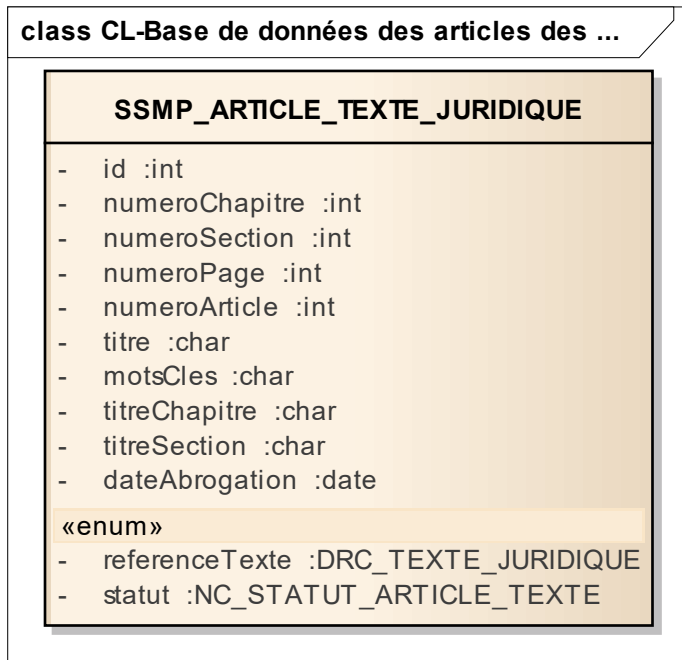 class CL-Base de données des articles des ...
SSMP_ARTICLE_TEXTE_JURIDIQUE
- id :int
- numeroChapitre :int
- numeroSection :int
- numeroPage :int
- numeroArticle :int
- titre :char
- motsCles :char
- titreChapitre :char
- titreSection :char
- dateAbrogation :date
«enum»
- referenceTexte :DRC_TEXTE_JURIDIQUE
- statut :NC_STATUT_ARTICLE_TEXTE